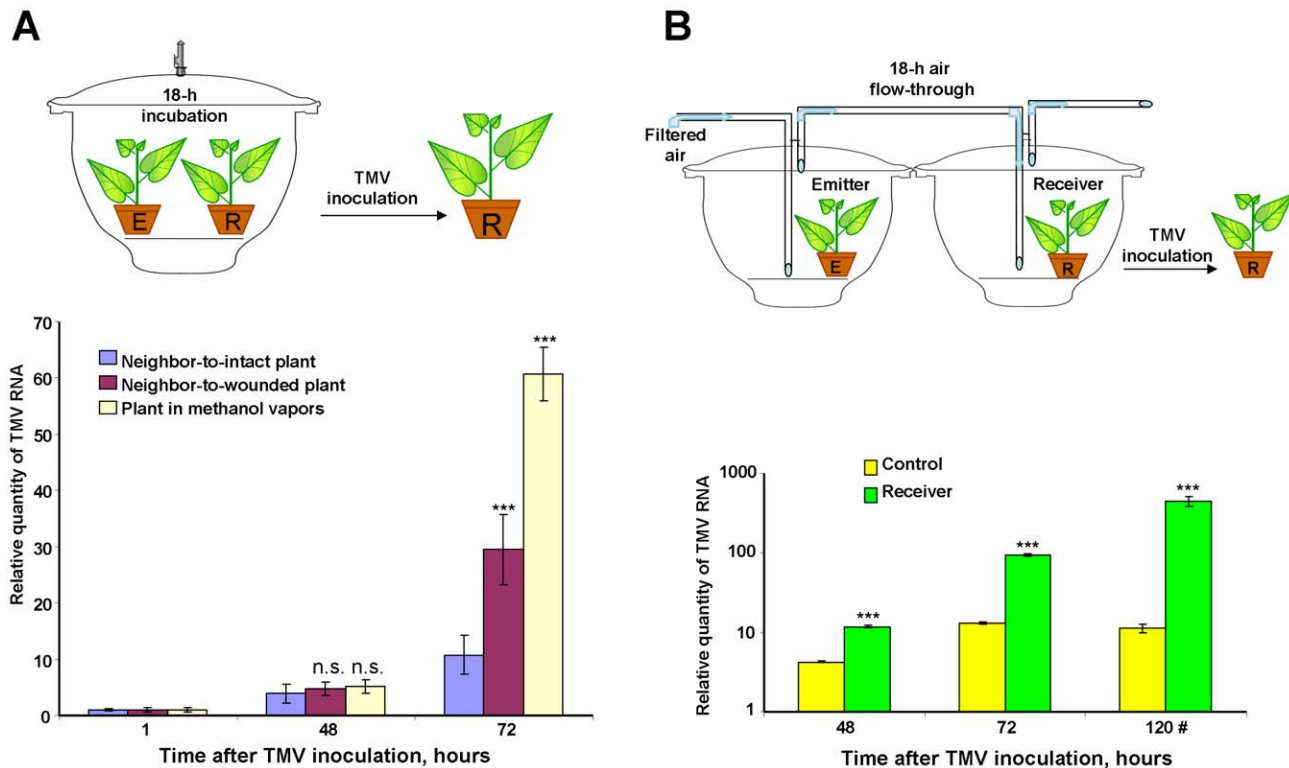 A
18-h
incubation
E
R
TMV
inoculation
R
70
60
50
40
30
20
10
0
Relative quantity of TMV RNA
Neighbor-to-intact plant
Neighbor-to-wounded plant
Plant in methanol vapors
n.s.
n.s.
***
***
1
48
72
Time after TMV inoculation, hours
B
18-h air
flow-through
Filtered
air
Emitter
Receiver
E
R
TMV
inoculation
R
1000
100
10
1
Relative quantity of TMV RNA
Control
Receiver
***
***
***
48
72
120 #
Time after TMV inoculation, hours